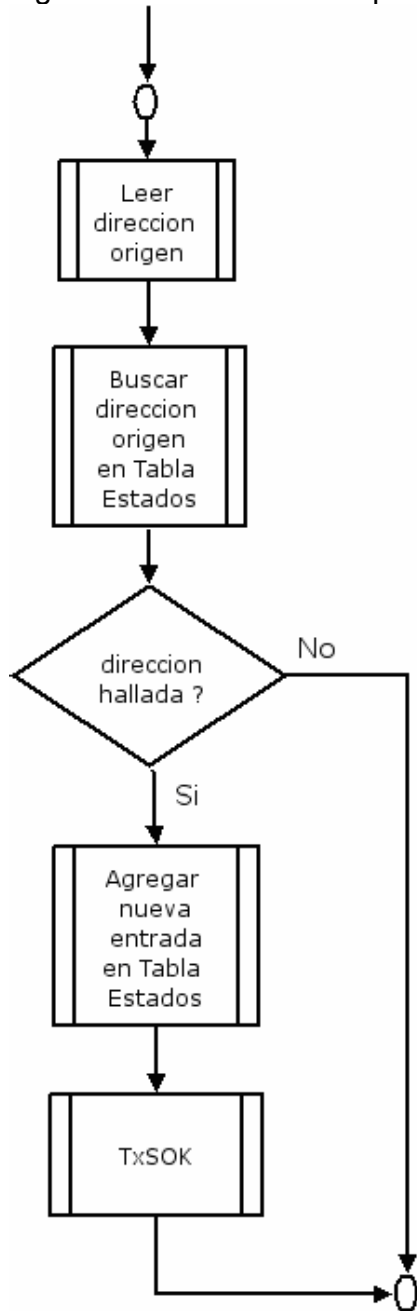 Leer
direccion
origen
Buscar
direccion
origen
en Tabla
Estados
direccion
hallada ?
No
Si
Agregar
nueva
entrada
en Tabla
Estados
TxSOK